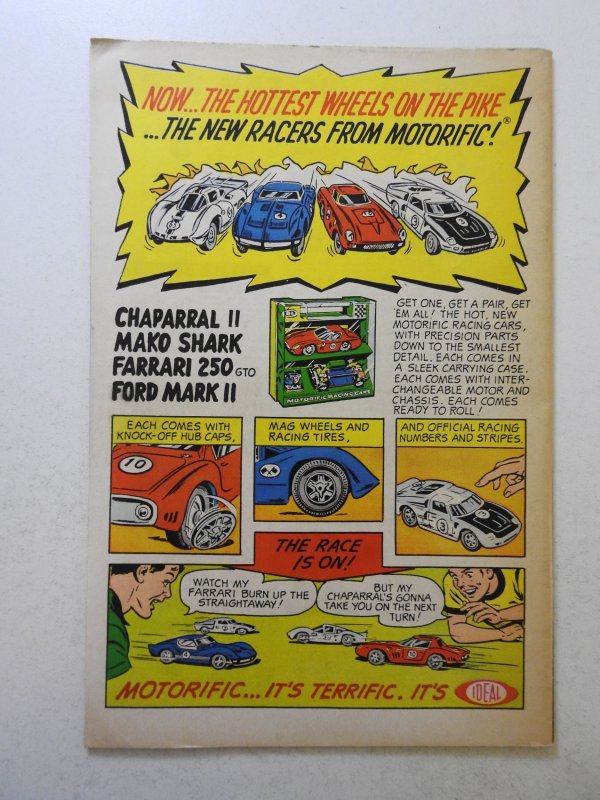 NOW...THE HOTTEST WHEELS ON THE PIKE
...THE NEW RACERS FROM MOTORIFIC!®
CHAPARRAL II
MAKO SHARK
FARRARI 250 GTO
FORD MARK II
MOTORIFIC RACING CARS
GET ONE, GET A PAIR, GET
'EM ALL! THE HOT, NEW
MOTORIFIC RACING CARS,
WITH PRECISION PARTS
DOWN TO THE SMALLEST
DETAIL. EACH COMES IN
A SLEEK CARRYING CASE.
EACH COMES WITH INTER-
CHANGEABLE MOTOR AND
CHASSIS. EACH COMES
READY TO ROLL!
EACH COMES WITH
KNOCK-OFF HUB CAPS,
10
MAG WHEELS AND
RACING TIRES,
AND OFFICIAL RACING
NUMBERS AND STRIPES.
3
THE RACE
IS ON!
WATCH MY
FARRARI BURN UP THE
STRAIGHTAWAY!
BUT MY
CHAPARRAL'S GONNA
TAKE YOU ON THE NEXT
TURN!
4
10
MOTORIFIC... IT'S TERRIFIC. IT'S IDEAL